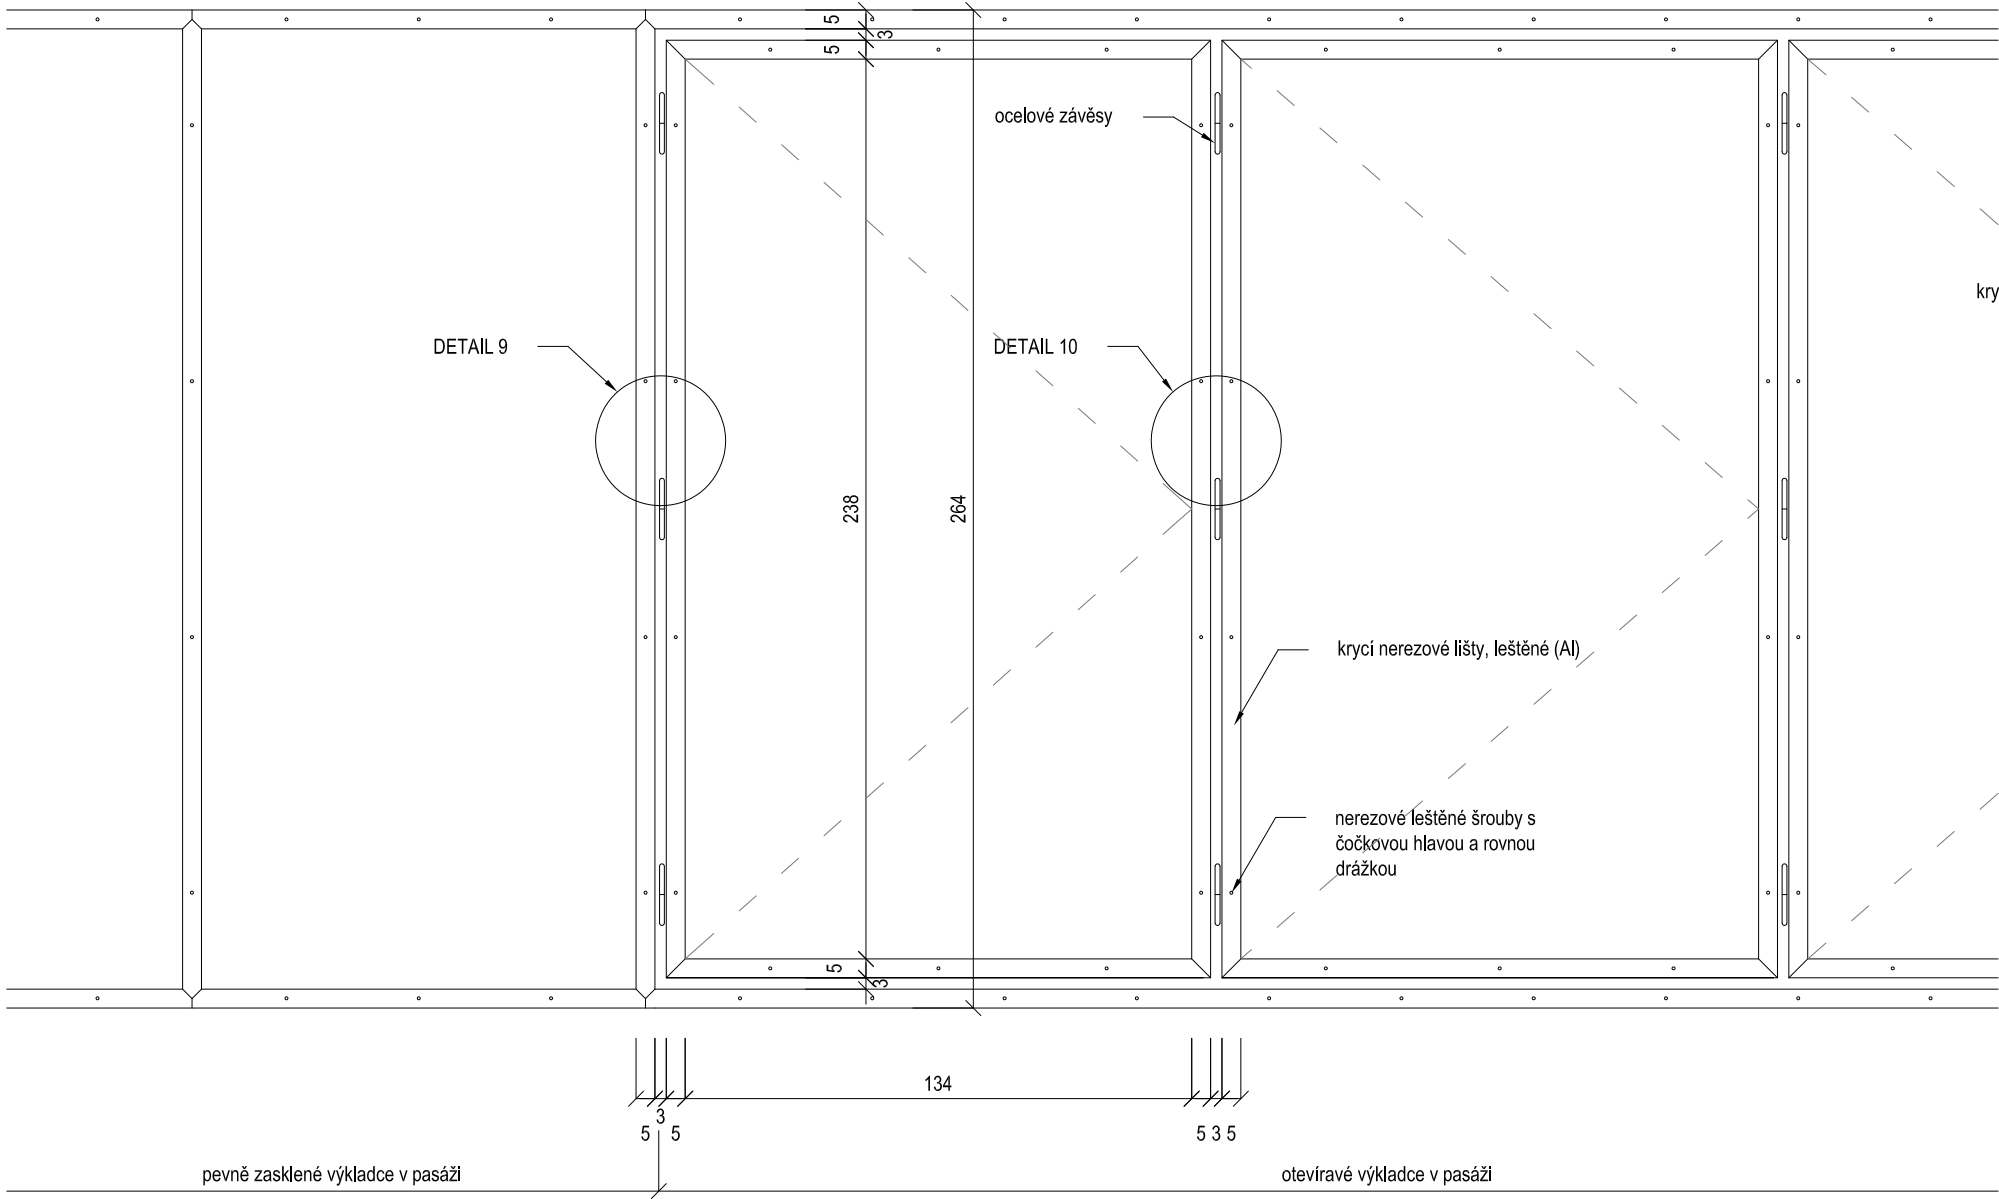 5
3
5
ocelové závěsy
kry
DETAIL 9
DETAIL 10
238
264
krycí nerezové lišty, leštěné (Al)
nerezové leštěné šrouby s
čočkovou hlavou a rovnou
drážkou
5
3
134
3
5 5
5 3 5
pevně zasklené výkladce v pasáži
otevíravé výkladce v pasáži